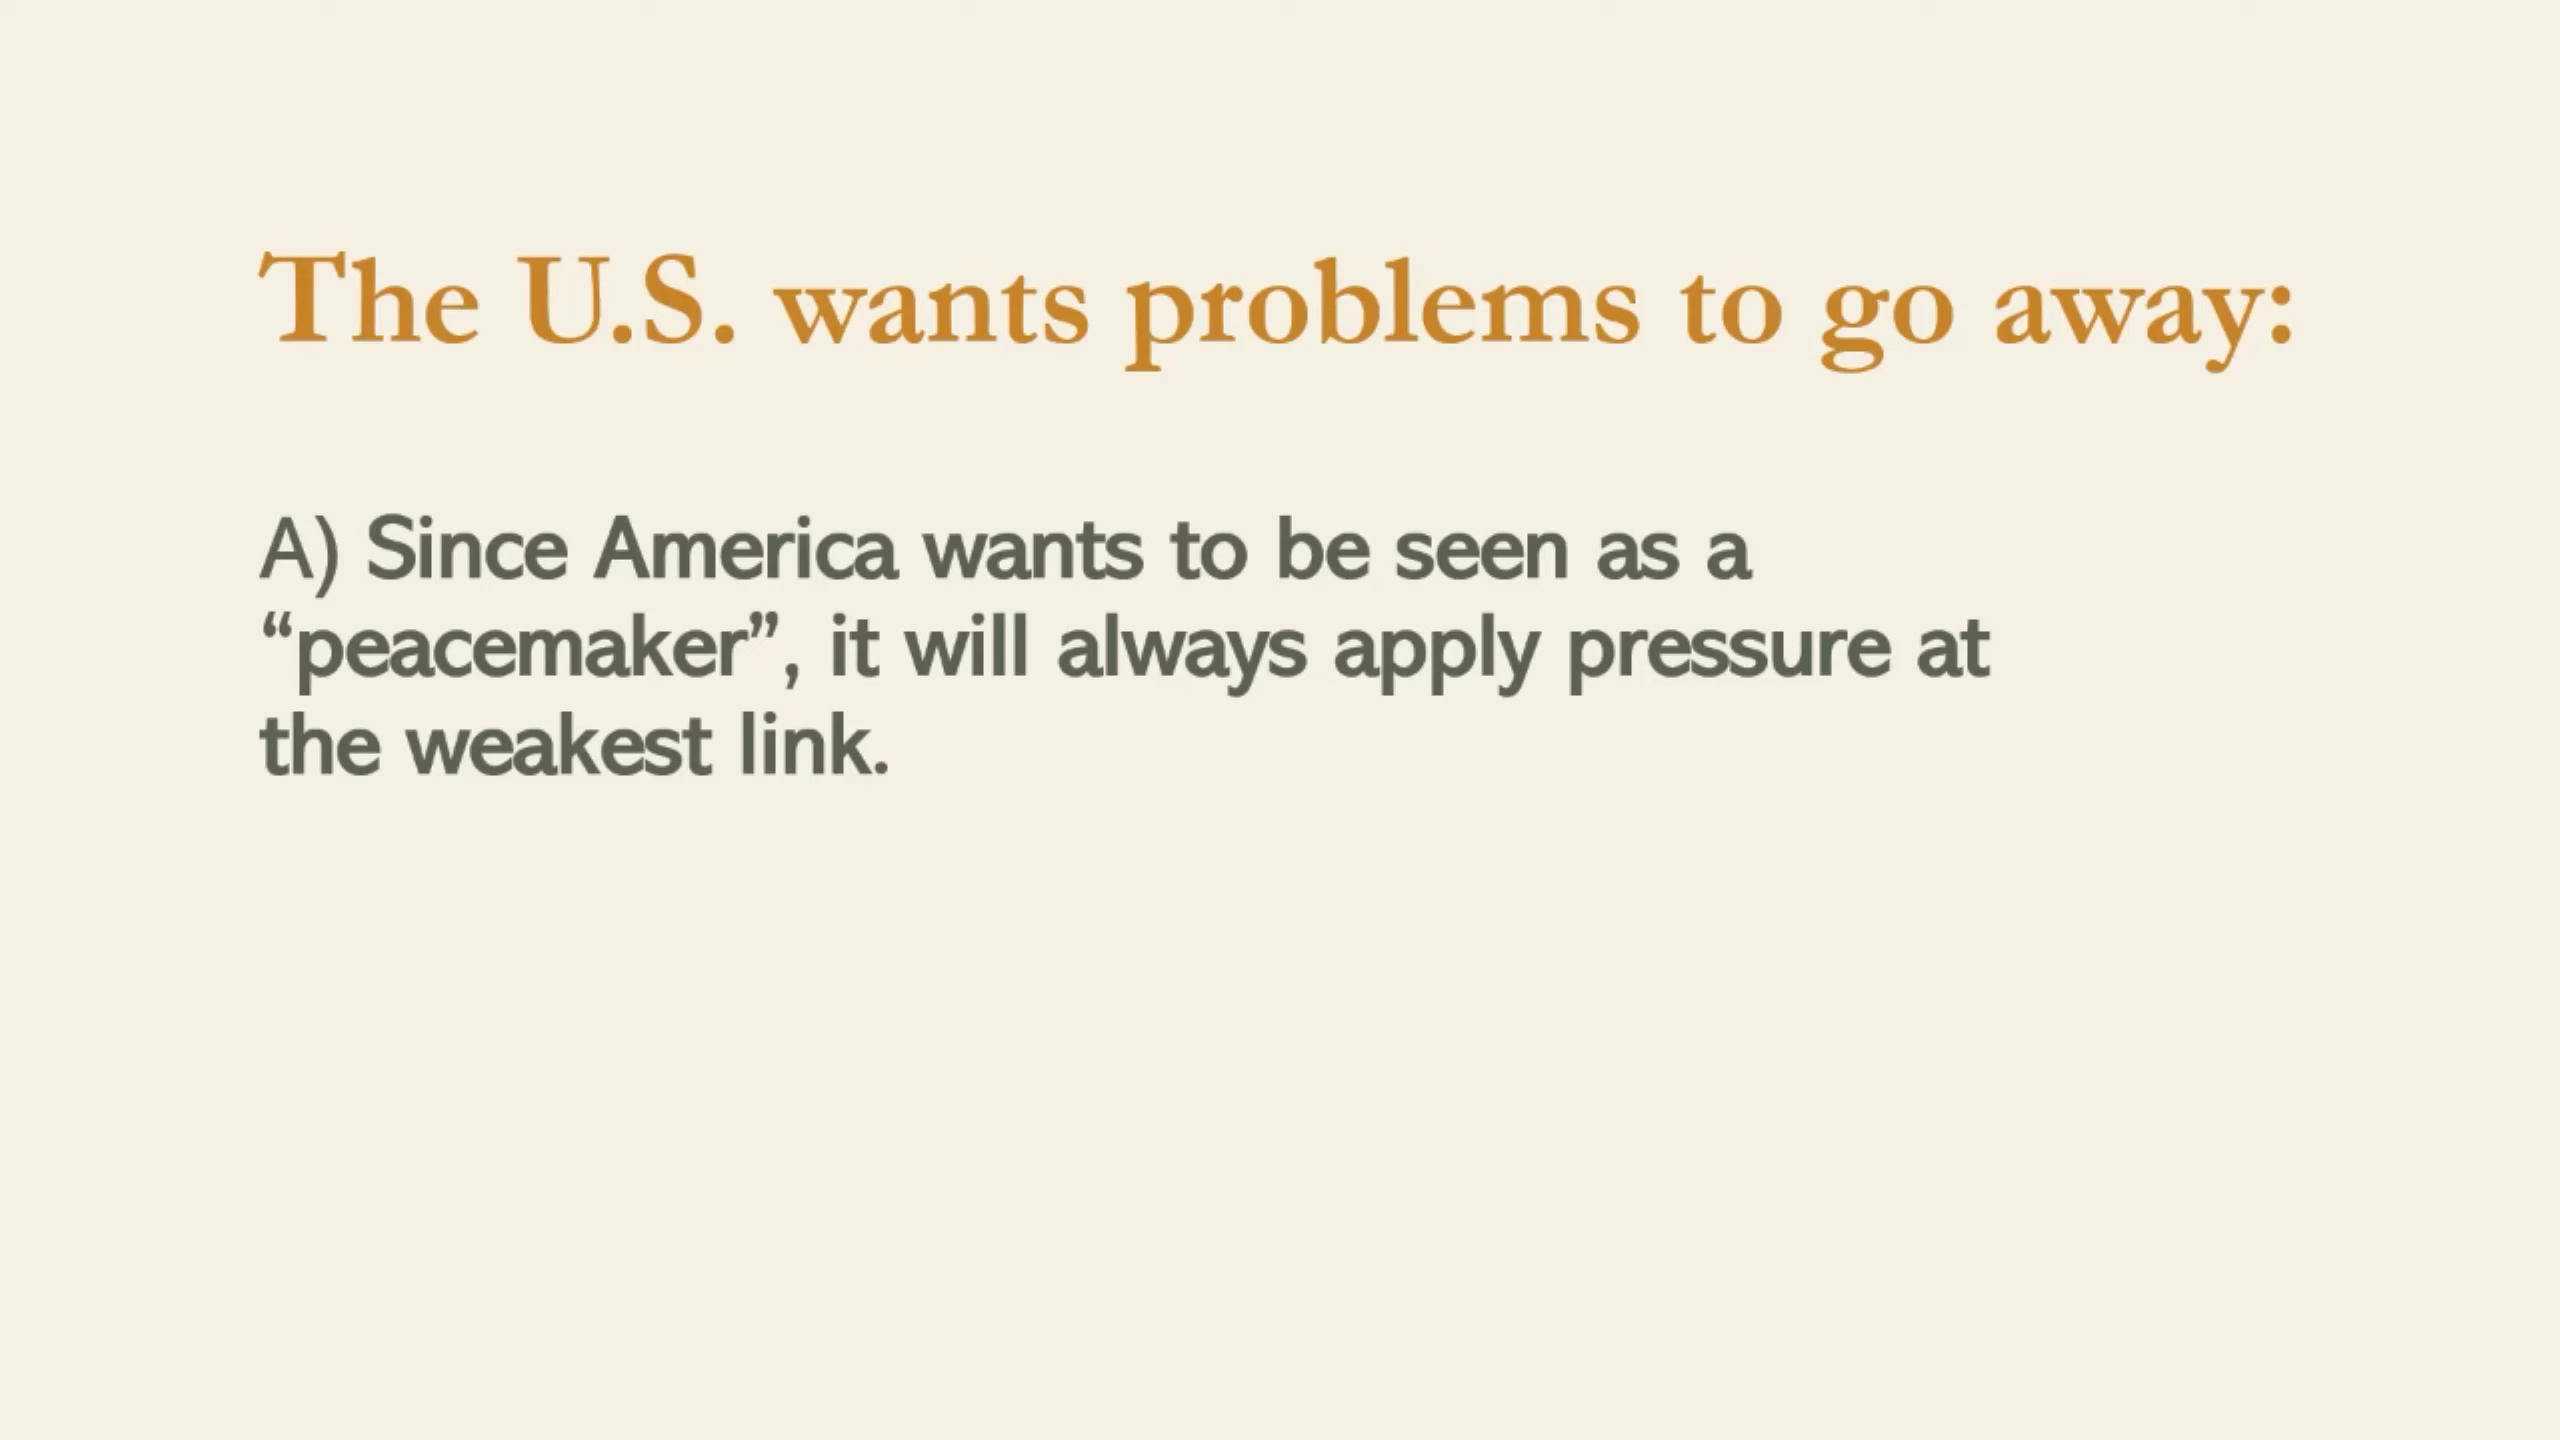 The U.S. wants problems to go away:
A) Since America wants to be seen as a
“peacemaker”, it will always apply pressure at
the weakest link.